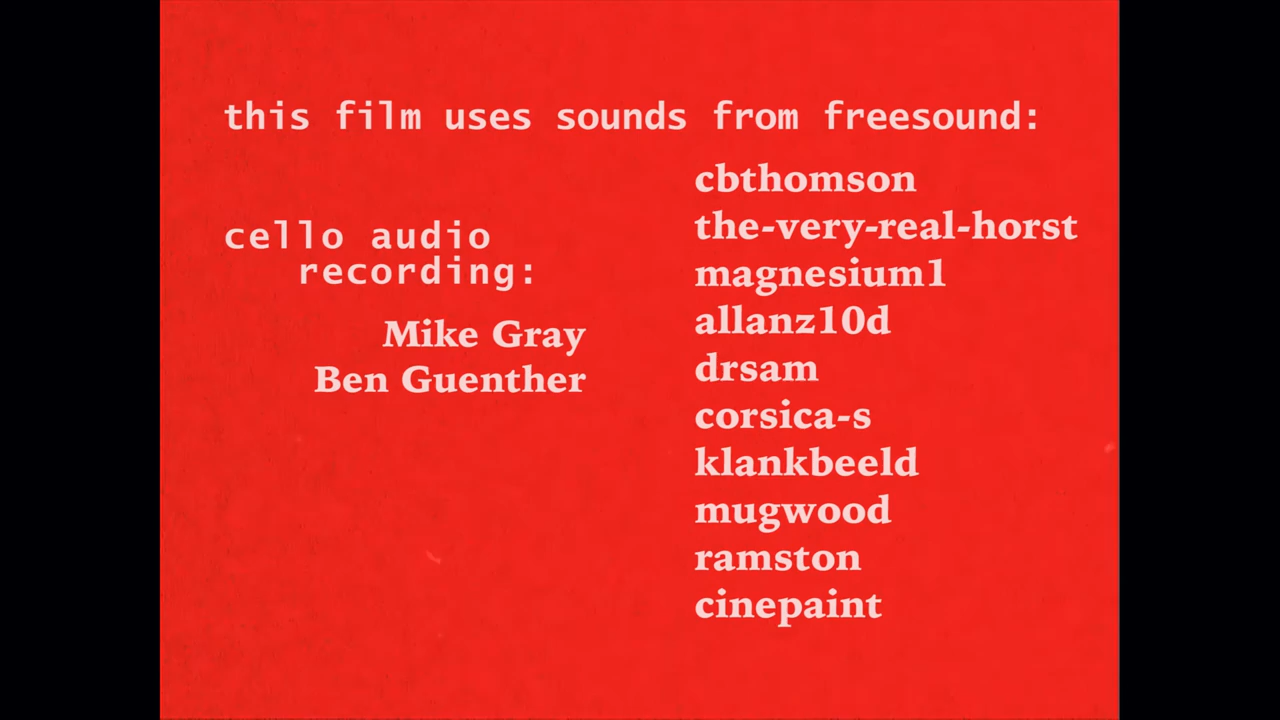 this film uses sounds from freesound:
cello audio
recording:
Mike Gray
Ben Guenther
cbthomson
the-very-real-horst
magnesium1
allanz10d
drsam
corsica-s
klankbeeld
mugwood
ramston
cinepaint